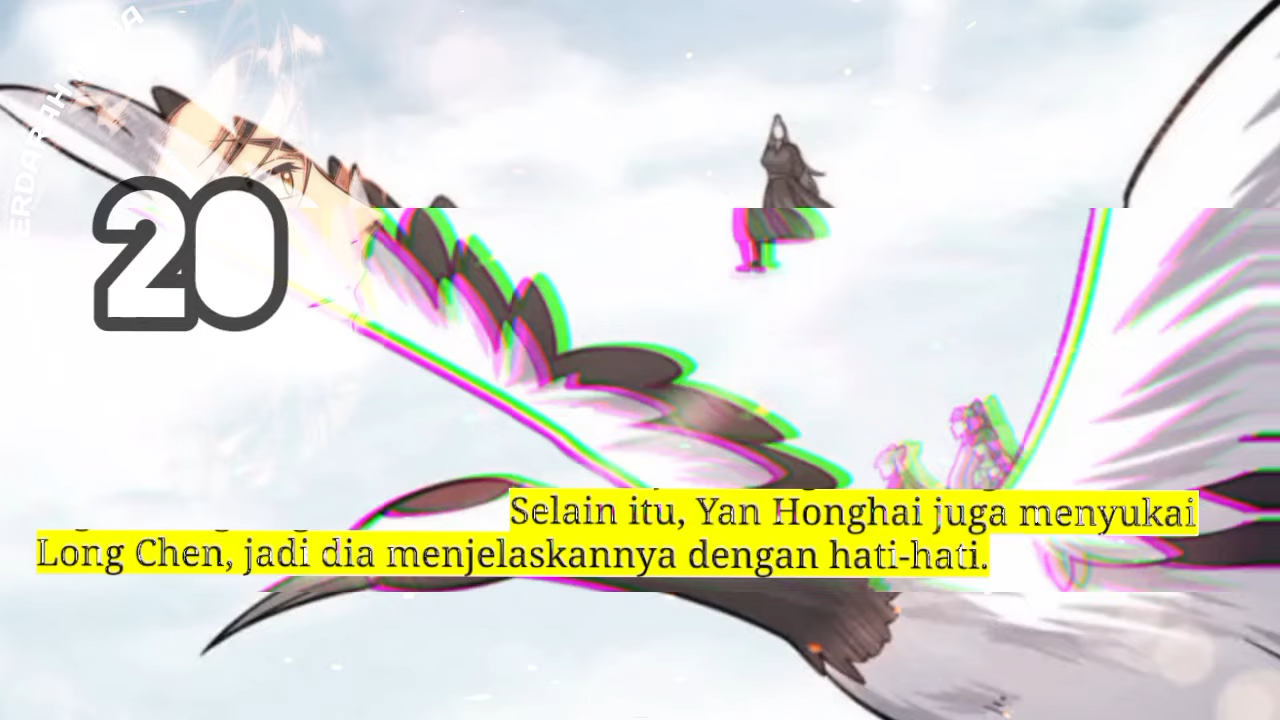 20
Selain itu, Yan Honghai juga menyukai
Long Chen, jadi dia menjelaskannya dengan hati-hati.